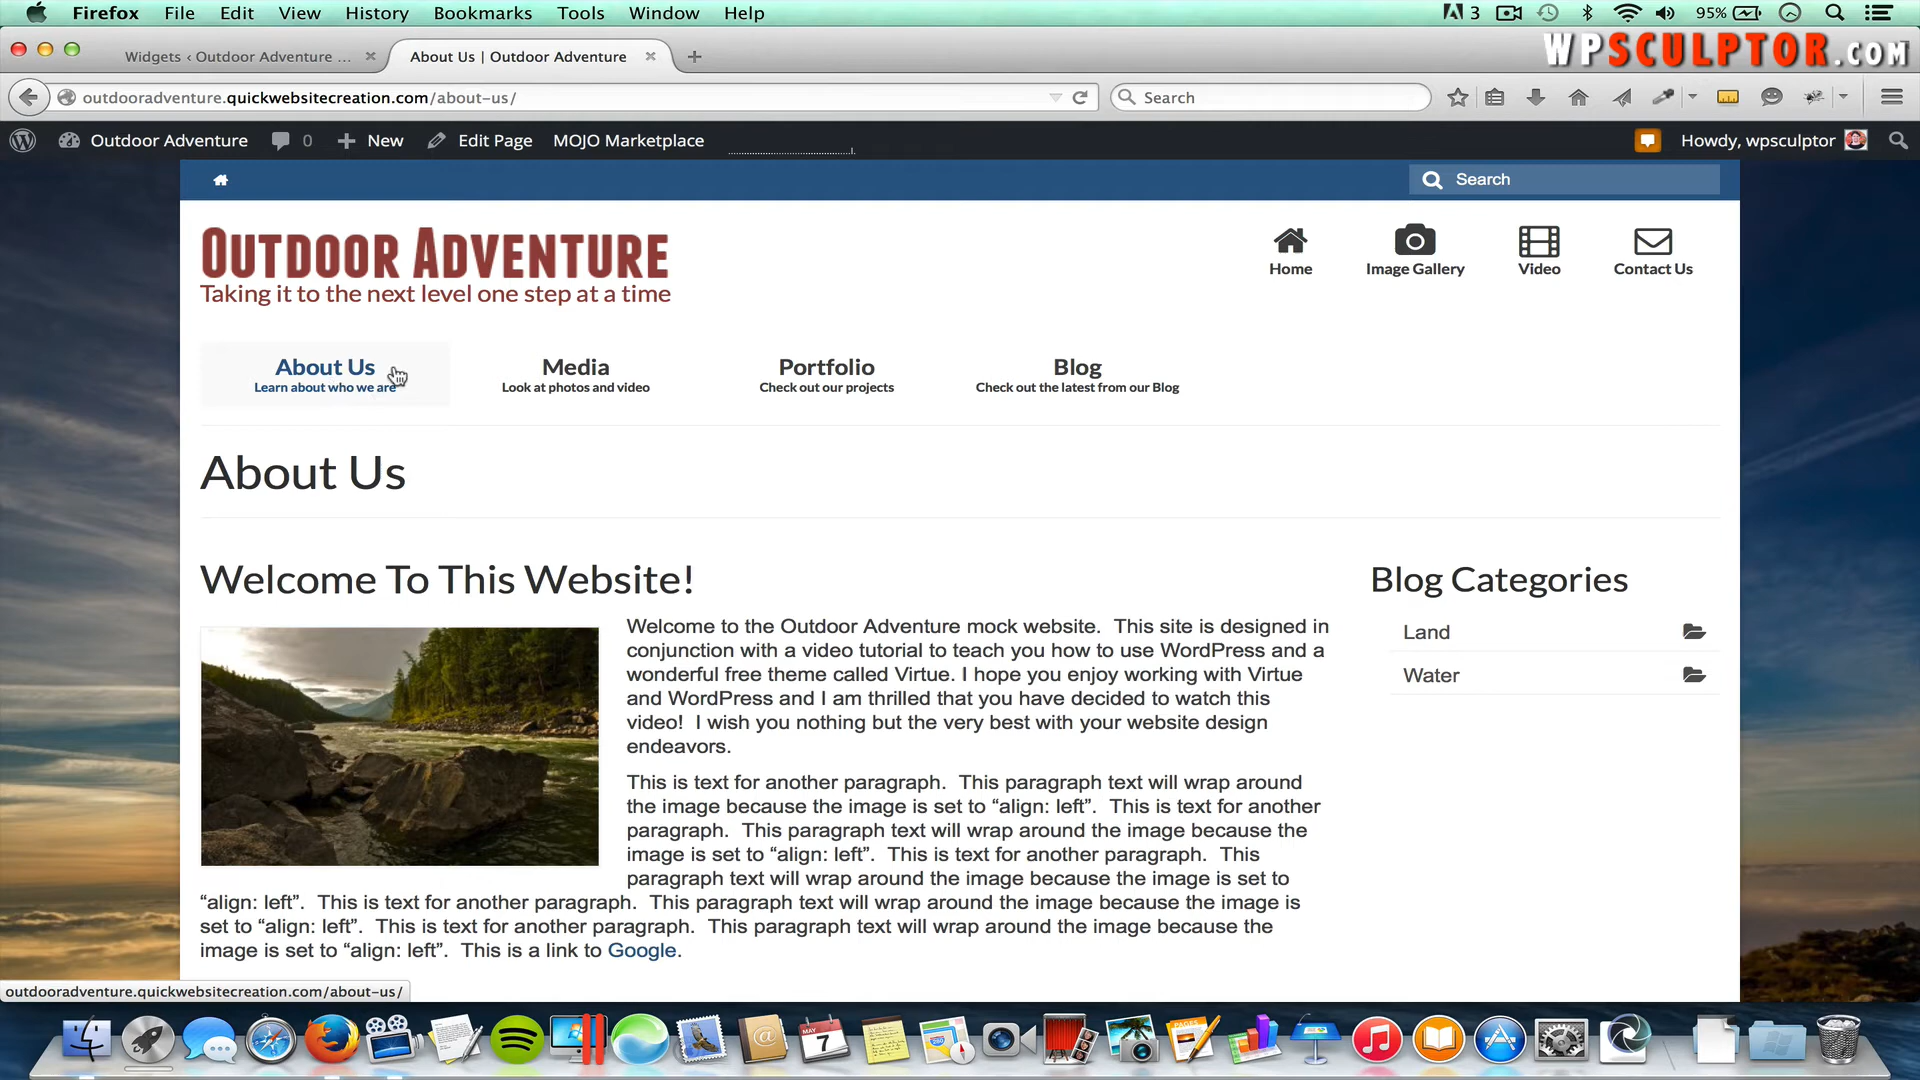 Firefox File Edit View History Bookmarks Tools Window Help
3 95%
Widgets ‹ Outdoor Adventure ...
About Us | Outdoor Adventure
WPSCULPTOR.COM
outdooradventure.quickwebsitecreation.com/about-us/
Search
Outdoor Adventure 0 New Edit Page MOJO Marketplace
Howdy, wpsculptor
Search
OUTDOOR ADVENTURE
Taking it to the next level one step at a time
Home Image Gallery Video Contact Us
About Us Media Portfolio Blog
Learn about who we are Look at photos and video Check out our projects Check out the latest from our Blog
About Us
Welcome To This Website!
Welcome to the Outdoor Adventure mock website. This site is designed in
conjunction with a video tutorial to teach you how to use WordPress and a
wonderful free theme called Virtue. I hope you enjoy working with Virtue
and WordPress and I am thrilled that you have decided to watch this
video! I wish you nothing but the very best with your website design
endeavors.
This is text for another paragraph. This paragraph text will wrap around
the image because the image is set to “align: left”. This is text for another
paragraph. This paragraph text will wrap around the image because the
image is set to “align: left”. This is text for another paragraph. This
paragraph text will wrap around the image because the image is set to
“align: left”. This is text for another paragraph. This paragraph text will wrap around the image because the image is
set to “align: left”. This is text for another paragraph. This paragraph text will wrap around the image because the
image is set to “align: left”. This is a link to Google.
Blog Categories
Land
Water
outdooradventure.quickwebsitecreation.com/about-us/
MAY
7
280
PAGES